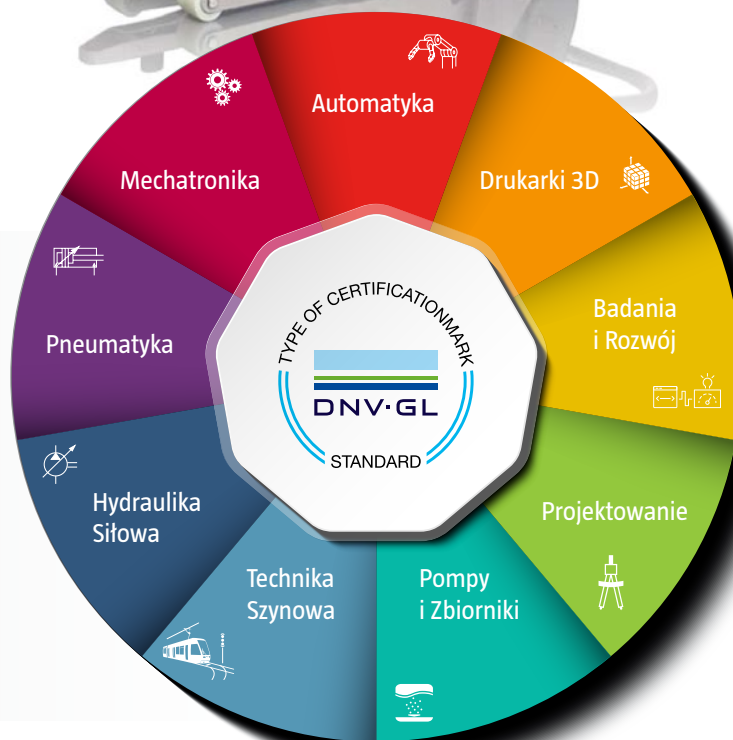 Automatyka
Drukarki 3D
Badania
i Rozwój
Projektowanie
Pompy
i Zbiorniki
Technika
Szynowa
Hydraulika
Siłowa
Pneumatyka
Mechatronika
TYPE OF CERTIFICATIONMARK
DNV·GL
STANDARD